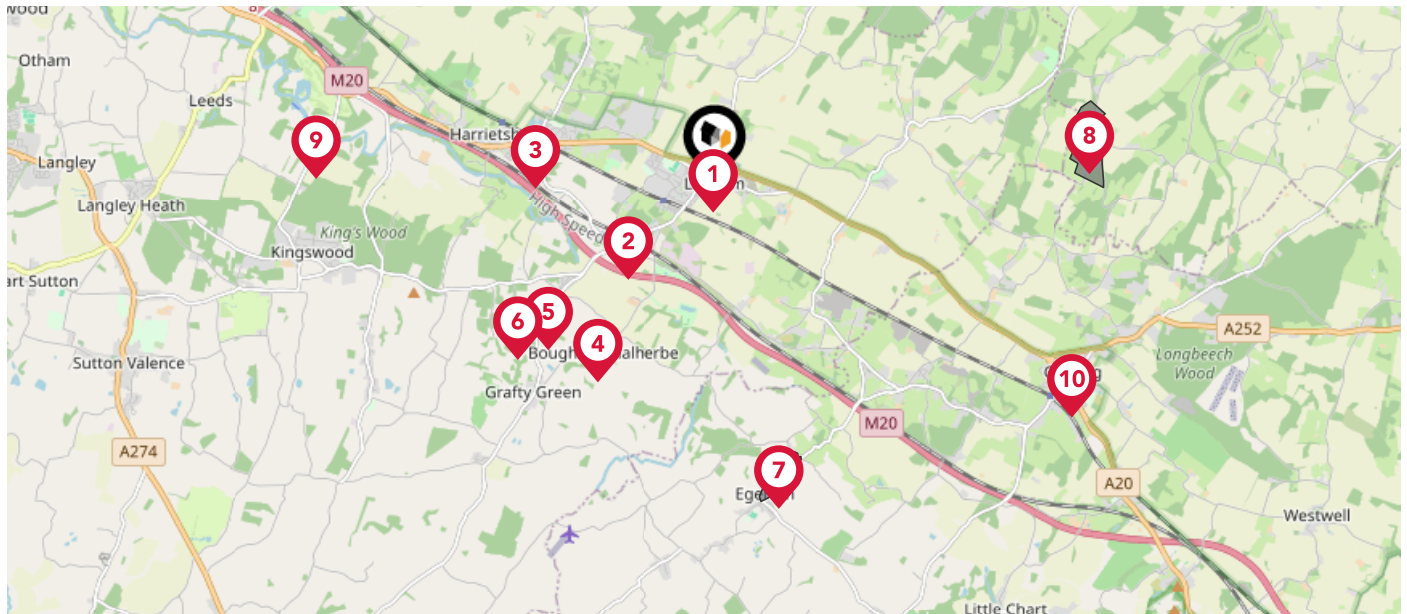 8
Otham
M20
Leeds
Harrietsh
9
3
1
8
Langley
Langley Heath
High Speed
King's Wood
Kingswood
2
art Sutton
6
5
4
A252
Longbeech
Wood
Sutton Valence
Grafty Green
10
M20
A274
7
A20
Westwell
Little Chart